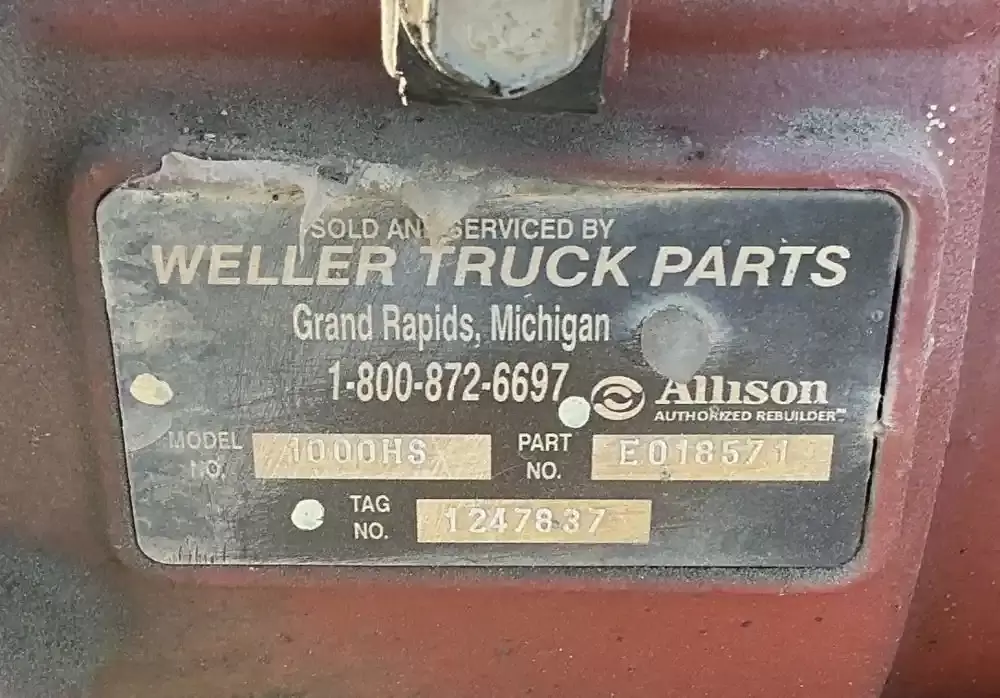 SOLD AND SERVICED BY
WELLER TRUCK PARTS
Grand Rapids, Michigan
1-800-872-6697
Allison
AUTHORIZED REBUILDER™
MODEL NO. 1000HS PART NO. E018571
TAG NO. 1247837